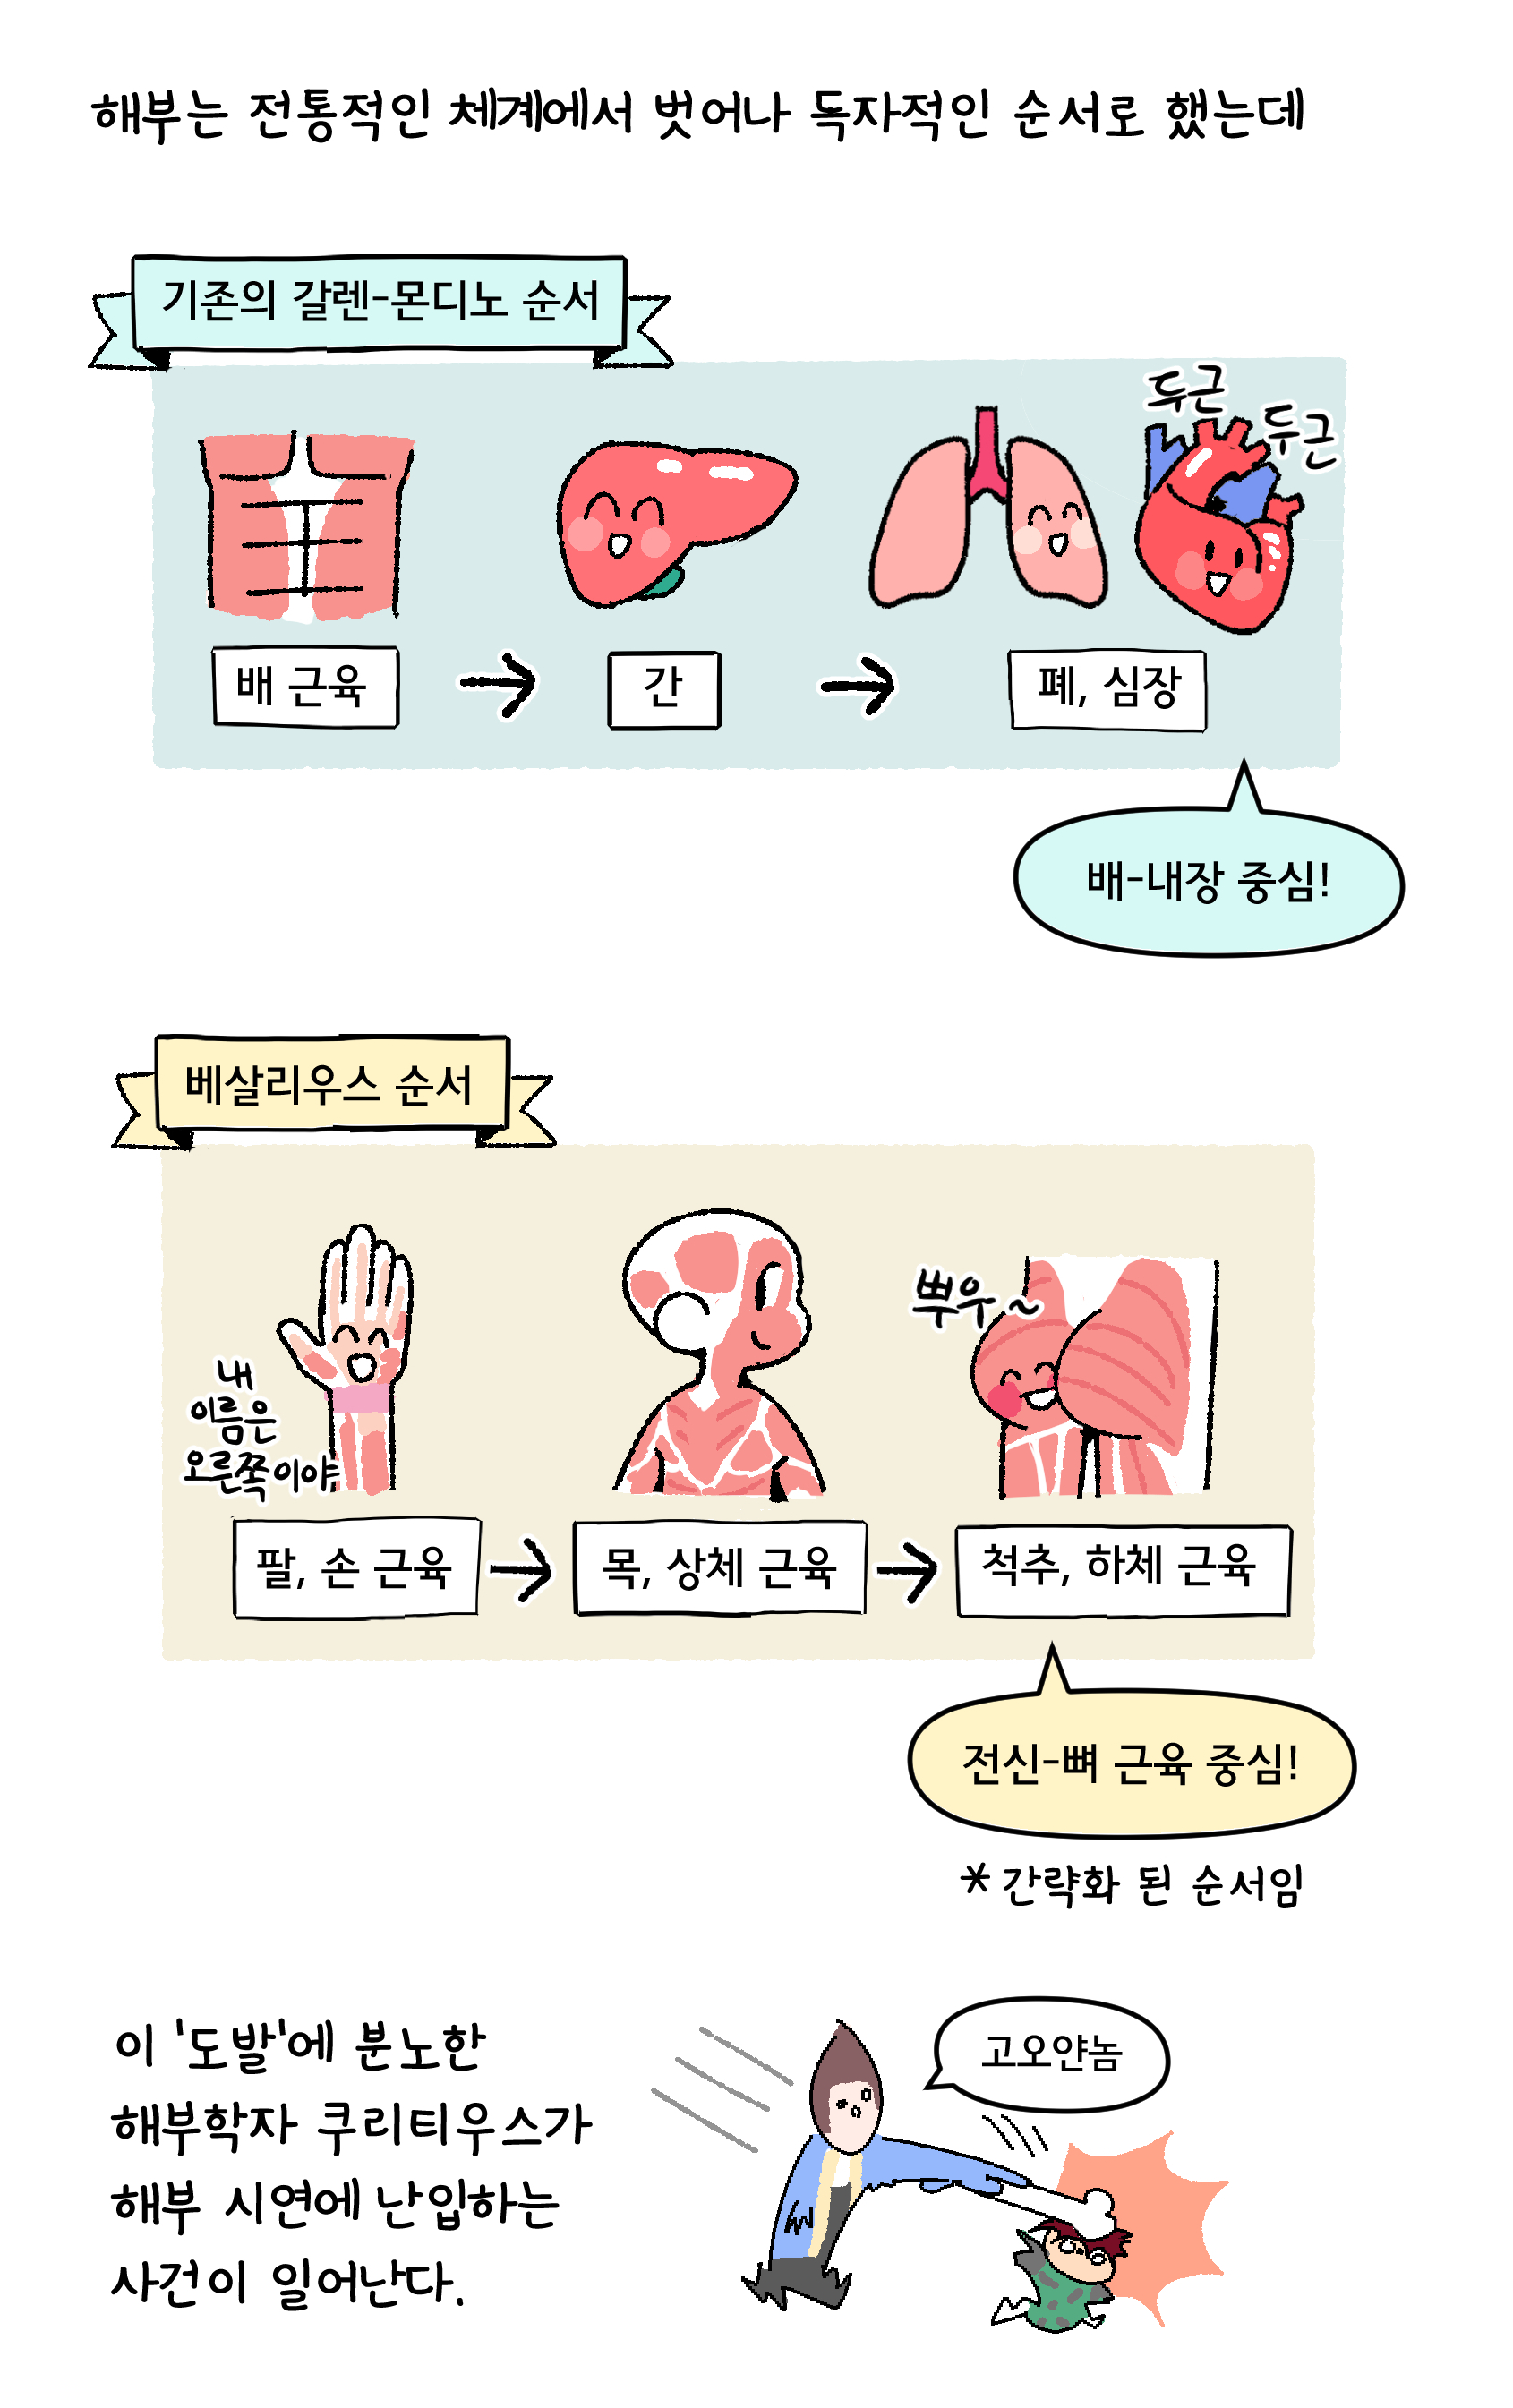 해부는 전통적인 체계에서 벗어나 독자적인 순서로 했는데
기존의 갈렌-몬디노 순서
두근
두근
배 근육
간
폐, 심장
배-내장 중심!
베살리우스 순서
내
이름은
오른쪽이야
뿌우~
팔, 손 근육
목, 상체 근육
척추, 하체 근육
전신-뼈 근육 중심!
* 간략화 된 순서임
이 '도발'에 분노한
해부학자 쿠리티우스가
해부 시연에 난입하는
사건이 일어난다.
고오얀놈